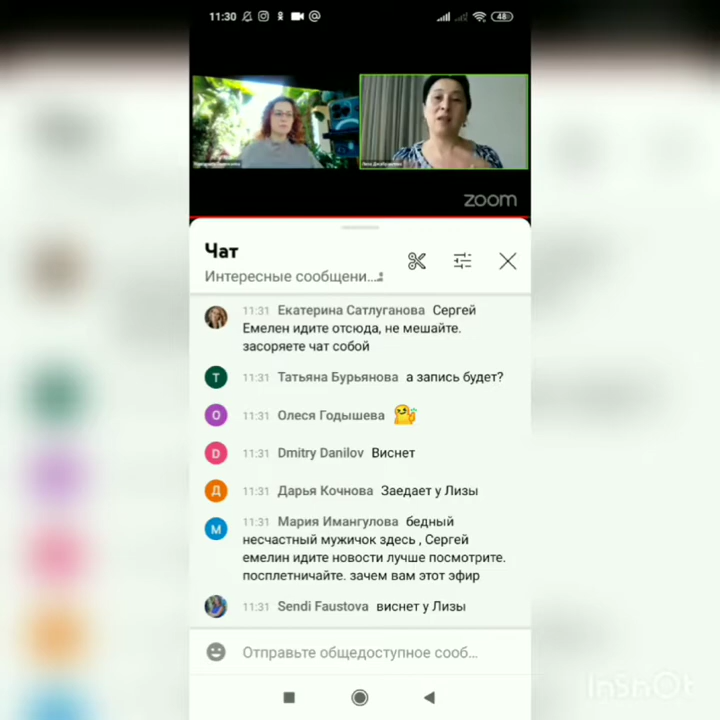 11:30
48
zoom
Чат
Интересные сообщени...
11:31 Екатерина Сатлуганова Сергей
Емелен идите отсюда, не мешайте.
засоряете чат собой
Т 11:31 Татьяна Бурьянова а запись будет?
О 11:31 Олеся Годышева
D 11:31 Dmitry Danilov Виснет
Д 11:31 Дарья Кочнова Заедает у Лизы
М 11:31 Мария Имангулова бедный
несчастный мужичок здесь , Сергей
емелин идите новости лучше посмотрите.
посплетничайте. зачем вам этот эфир
11:31 Sendi Faustova виснет у Лизы
Отправьте общедоступное сооб...
InShOt